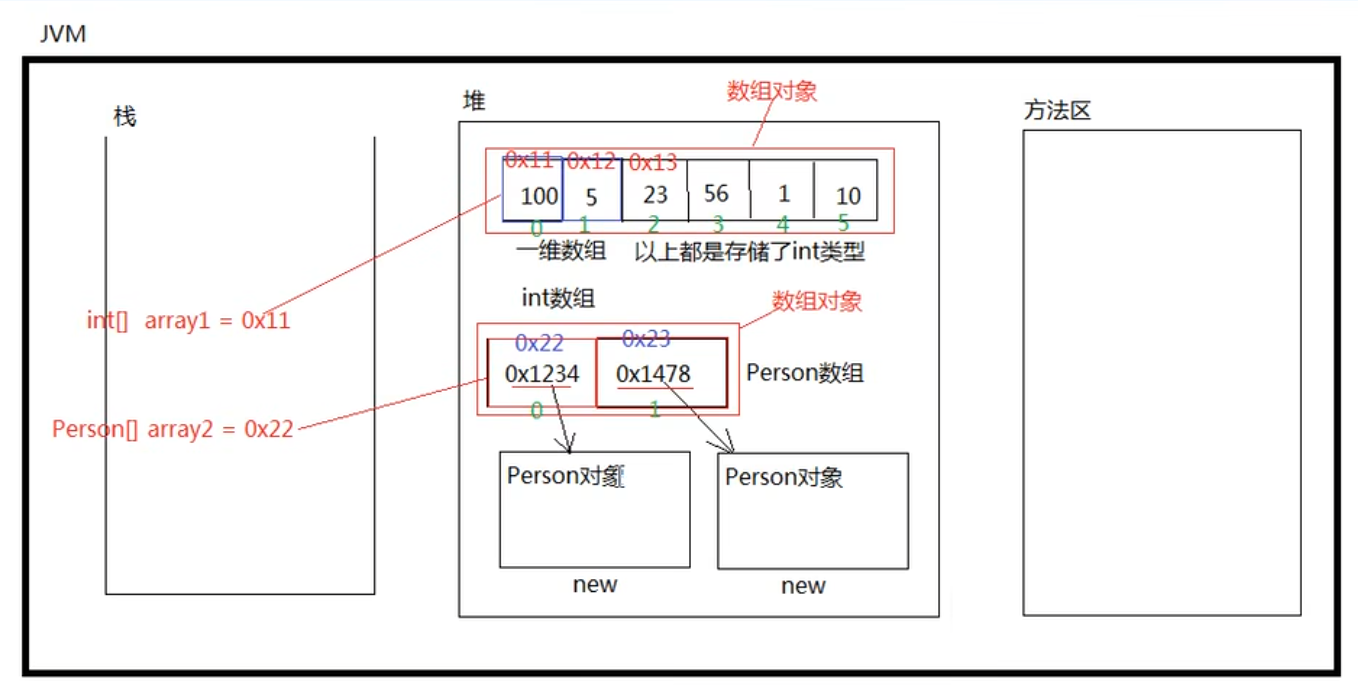 JVM
栈
堆
数组对象
方法区
0x11 0x12 0x13
100 5 23 56 1 10
0 1 2 3 4 5
一维数组 以上都是存储了int类型
int数组
数组对象
int[] array1 = 0x11
0x22 0x23
0x1234 0x1478
Person数组
0 1
Person[] array2 = 0x22
Person对象 Person对象
new new